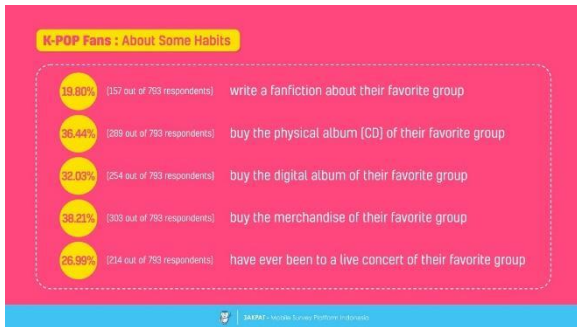 K-POP Fans : About Some Habits
19.80% [157 out of 793 respondents] write a fanfiction about their favorite group
36.44% [289 out of 793 respondents] buy the physical album [CD] of their favorite group
32.03% [254 out of 793 respondents] buy the digital album of their favorite group
38.21% [303 out of 793 respondents] buy the merchandise of their favorite group
26.99% [214 out of 793 respondents] have ever been to a live concert of their favorite group
JAKPAT - Mobile Survey Platform Indonesia